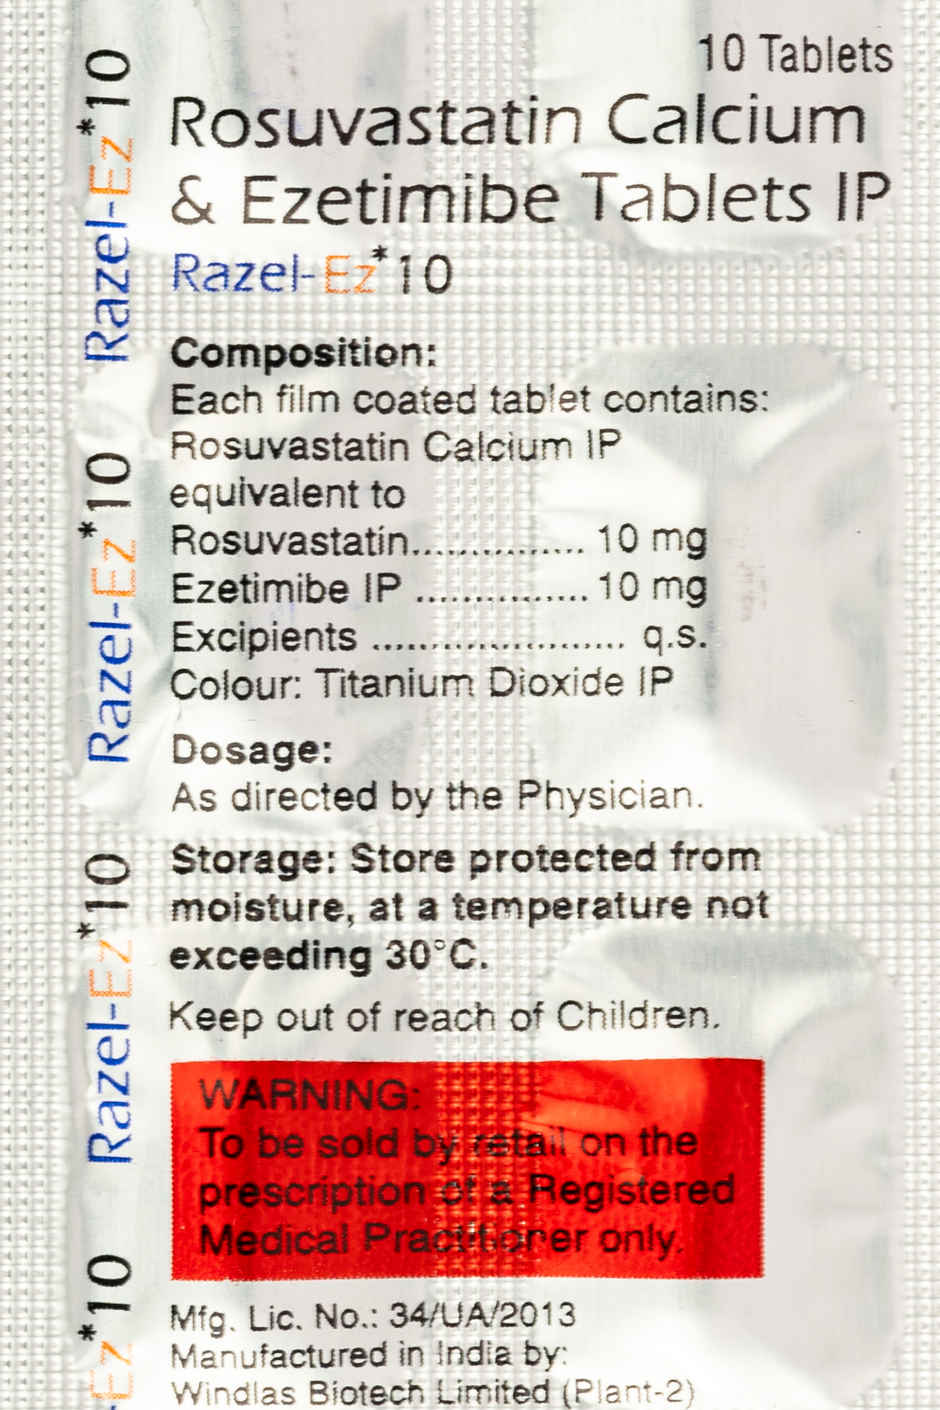 10 Tablets
Rosuvastatin Calcium
& Ezetimibe Tablets IP
Razel-Ez*10
Composition:
Each film coated tablet contains:
Rosuvastatin Calcium IP
equivalent to
Rosuvastatin............... 10 mg
Ezetimibe IP ............... 10 mg
Excipients ...................... q.s.
Colour: Titanium Dioxide IP
Dosage:
As directed by the Physician.
Storage: Store protected from
moisture, at a temperature not
exceeding 30°C.
Keep out of reach of Children.
WARNING:
To be sold by retail on the
prescription of a Registered
Medical Practitioner only.
Mfg. Lic. No.: 34/UA/2013
Manufactured in India by:
Windlas Biotech Limited (Plant-2)
Razel-Ez*10
Razel-Ez*10
Razel-Ez*10
Ez*10